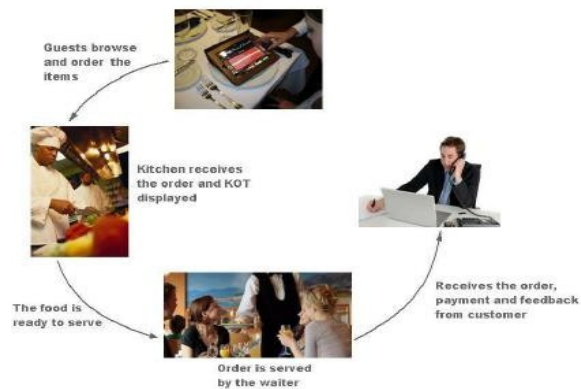 Guests browse
and order the
items
Kitchen receives
the order and KOT
displayed
The food is
ready to serve
Order is served
by the waiter
Receives the order,
payment and feedback
from customer